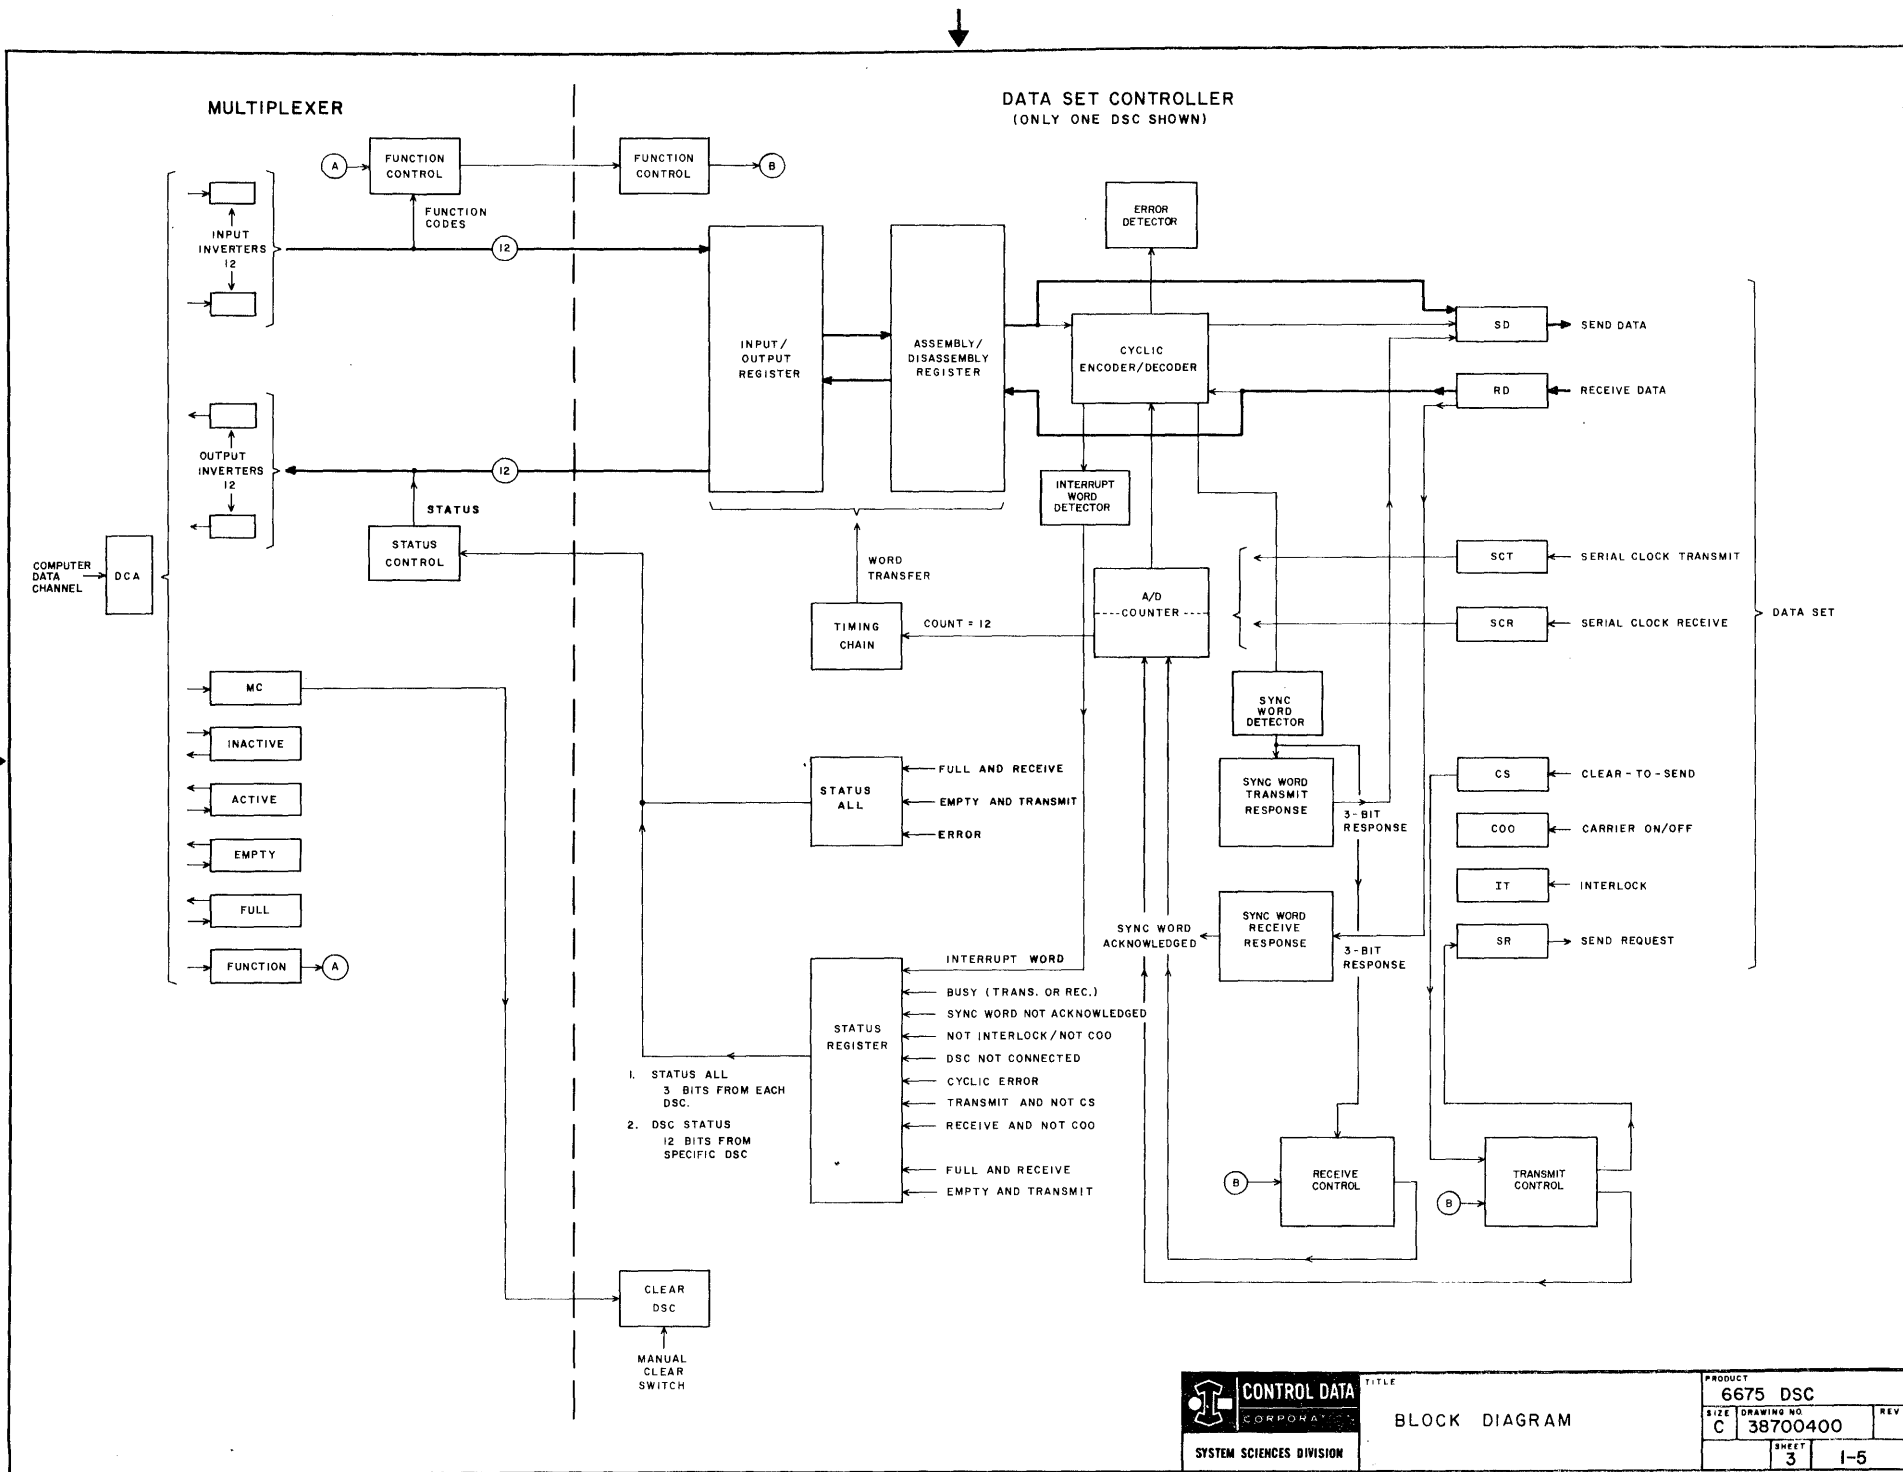 MULTIPLEXER
DATA SET CONTROLLER
(ONLY ONE DSC SHOWN)
A
FUNCTION
CONTROL
FUNCTION
CONTROL
B
FUNCTION
CODES
INPUT
INVERTERS
12
12
ERROR
DETECTOR
INPUT/
OUTPUT
REGISTER
ASSEMBLY/
DISASSEMBLY
REGISTER
CYCLIC
ENCODER/DECODER
SD
SEND DATA
RD
RECEIVE DATA
OUTPUT
INVERTERS
12
12
STATUS
STATUS
CONTROL
INTERRUPT
WORD
DETECTOR
COMPUTER
DATA
CHANNEL
DCA
WORD
TRANSFER
TIMING
CHAIN
COUNT = 12
A/D
COUNTER
SCT
SERIAL CLOCK TRANSMIT
SCR
SERIAL CLOCK RECEIVE
DATA SET
MC
INACTIVE
ACTIVE
EMPTY
FULL
FUNCTION
A
SYNC
WORD
DETECTOR
STATUS
ALL
FULL AND RECEIVE
EMPTY AND TRANSMIT
ERROR
SYNC WORD
TRANSMIT
RESPONSE
3-BIT
RESPONSE
CS
CLEAR-TO-SEND
COO
CARRIER ON/OFF
IT
INTERLOCK
SR
SEND REQUEST
SYNC WORD
ACKNOWLEDGED
SYNC WORD
RECEIVE
RESPONSE
3-BIT
RESPONSE
STATUS
REGISTER
INTERRUPT WORD
BUSY (TRANS. OR REC.)
SYNC WORD NOT ACKNOWLEDGED
NOT INTERLOCK/NOT COO
DSC NOT CONNECTED
CYCLIC ERROR
TRANSMIT AND NOT CS
RECEIVE AND NOT COO
FULL AND RECEIVE
EMPTY AND TRANSMIT
1. STATUS ALL
3 BITS FROM EACH
DSC.
2. DSC STATUS
12 BITS FROM
SPECIFIC DSC
B
RECEIVE
CONTROL
B
TRANSMIT
CONTROL
CLEAR
DSC
MANUAL
CLEAR
SWITCH
CONTROL DATA
CORPORATION
SYSTEM SCIENCES DIVISION
TITLE
BLOCK DIAGRAM
PRODUCT
6675 DSC
SIZE
C
DRAWING NO.
38700400
REV
SHEET
3
1-5